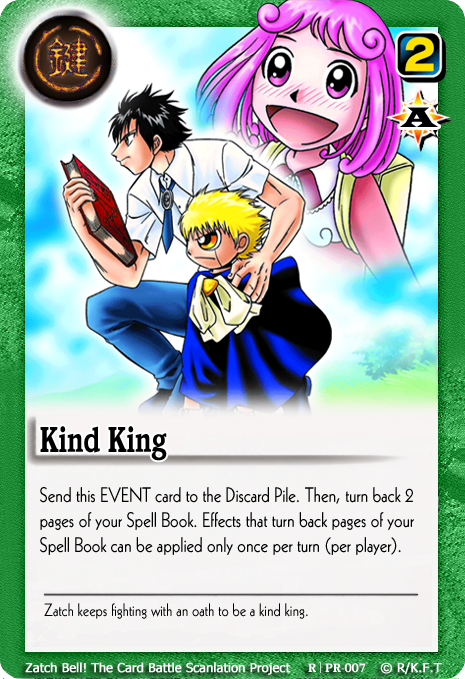 鍵
2
A
Kind King
Send this EVENT card to the Discard Pile. Then, turn back 2
pages of your Spell Book. Effects that turn back pages of your
Spell Book can be applied only once per turn (per player).
Zatch keeps fighting with an oath to be a kind king.
Zatch Bell! The Card Battle Scanlation Project R | PR-007 © R/K.F.T